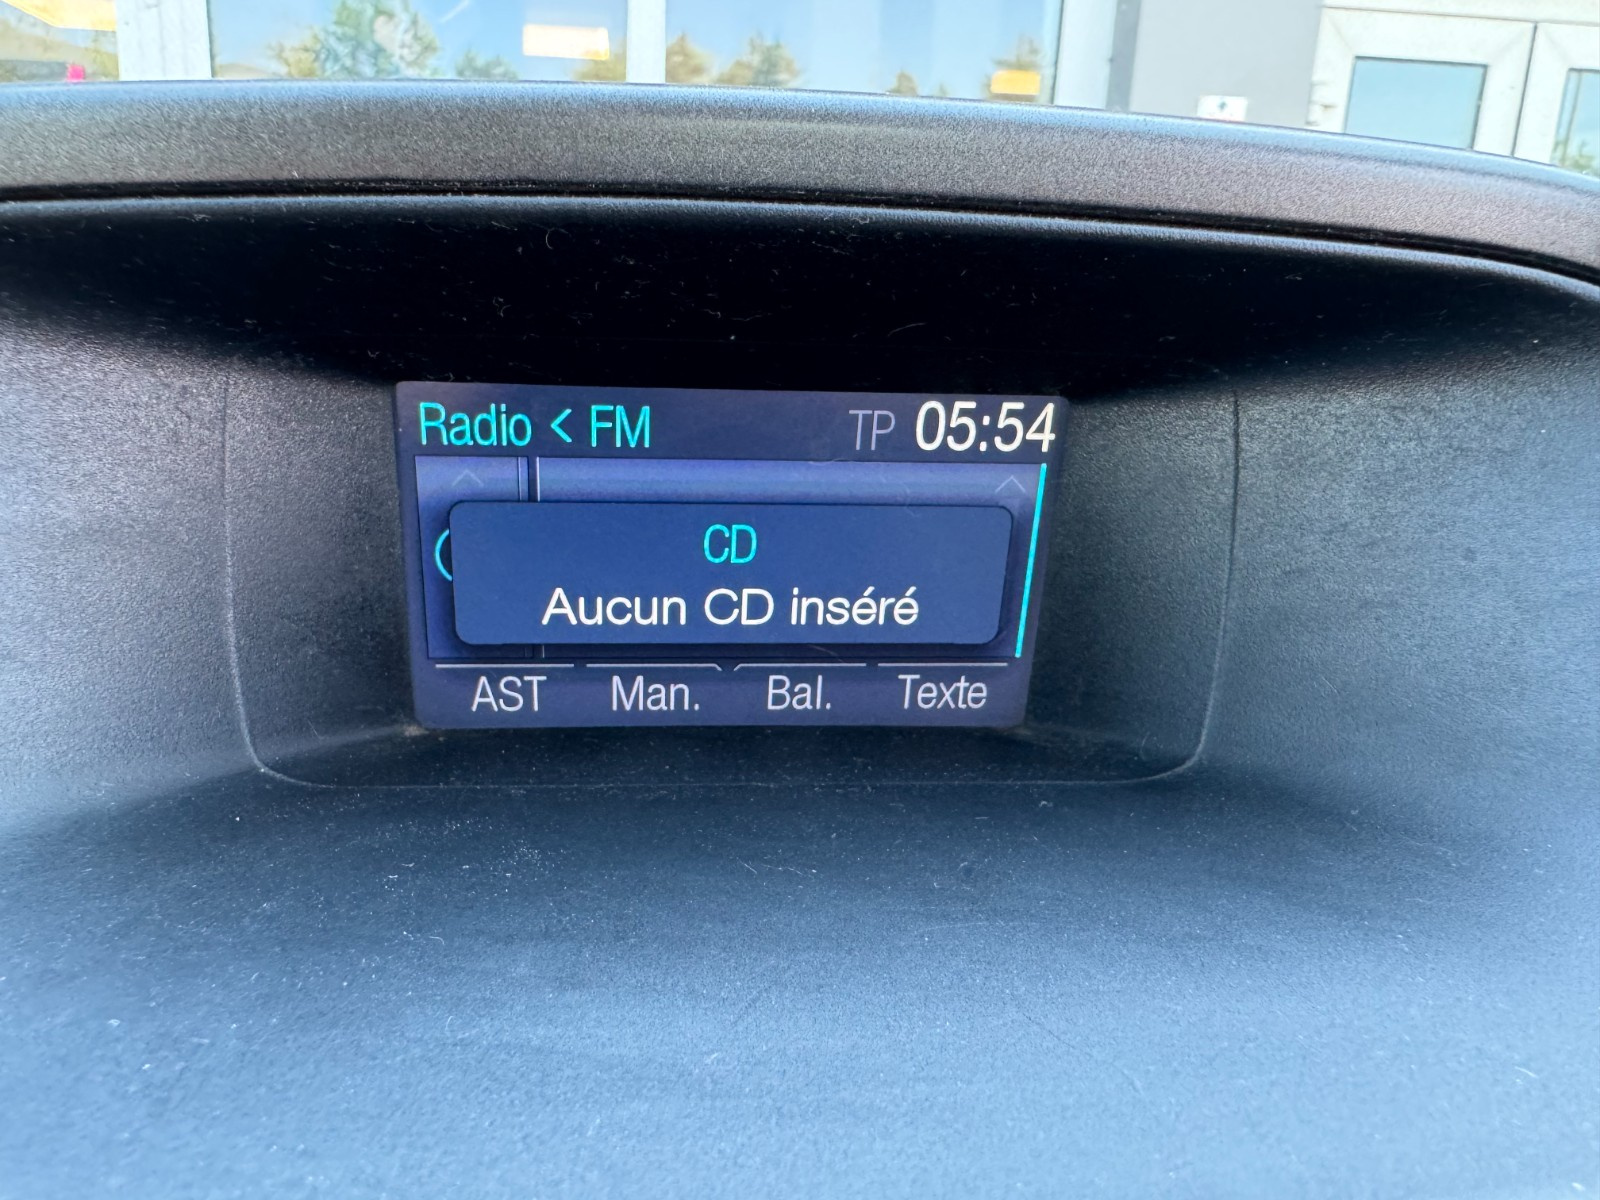 Radio < FM TP 05:54
CD
Aucun CD inséré
AST Man. Bal. Texte